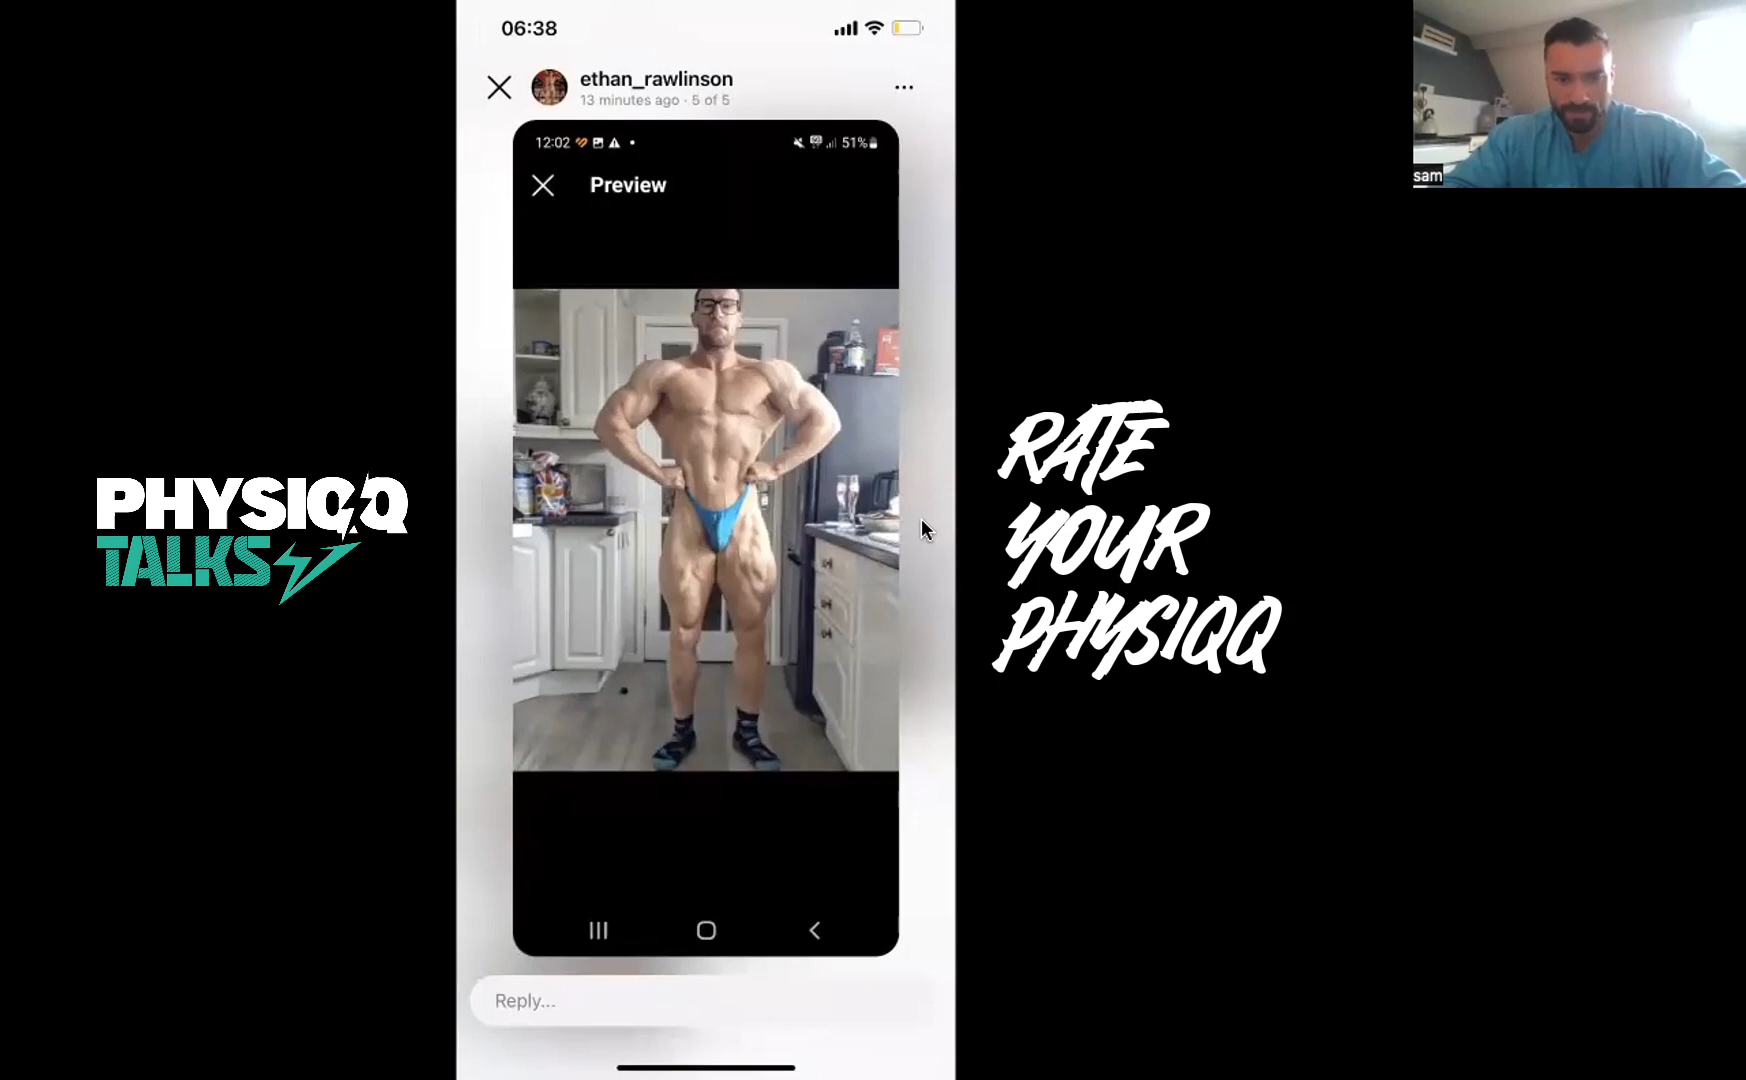 06:38
ethan_rawlinson
13 minutes ago · 5 of 5
12:02
51%
Preview
PHYSIQQ
TALKS
RATE
YOUR
PHYSIQQ
Reply...
sam